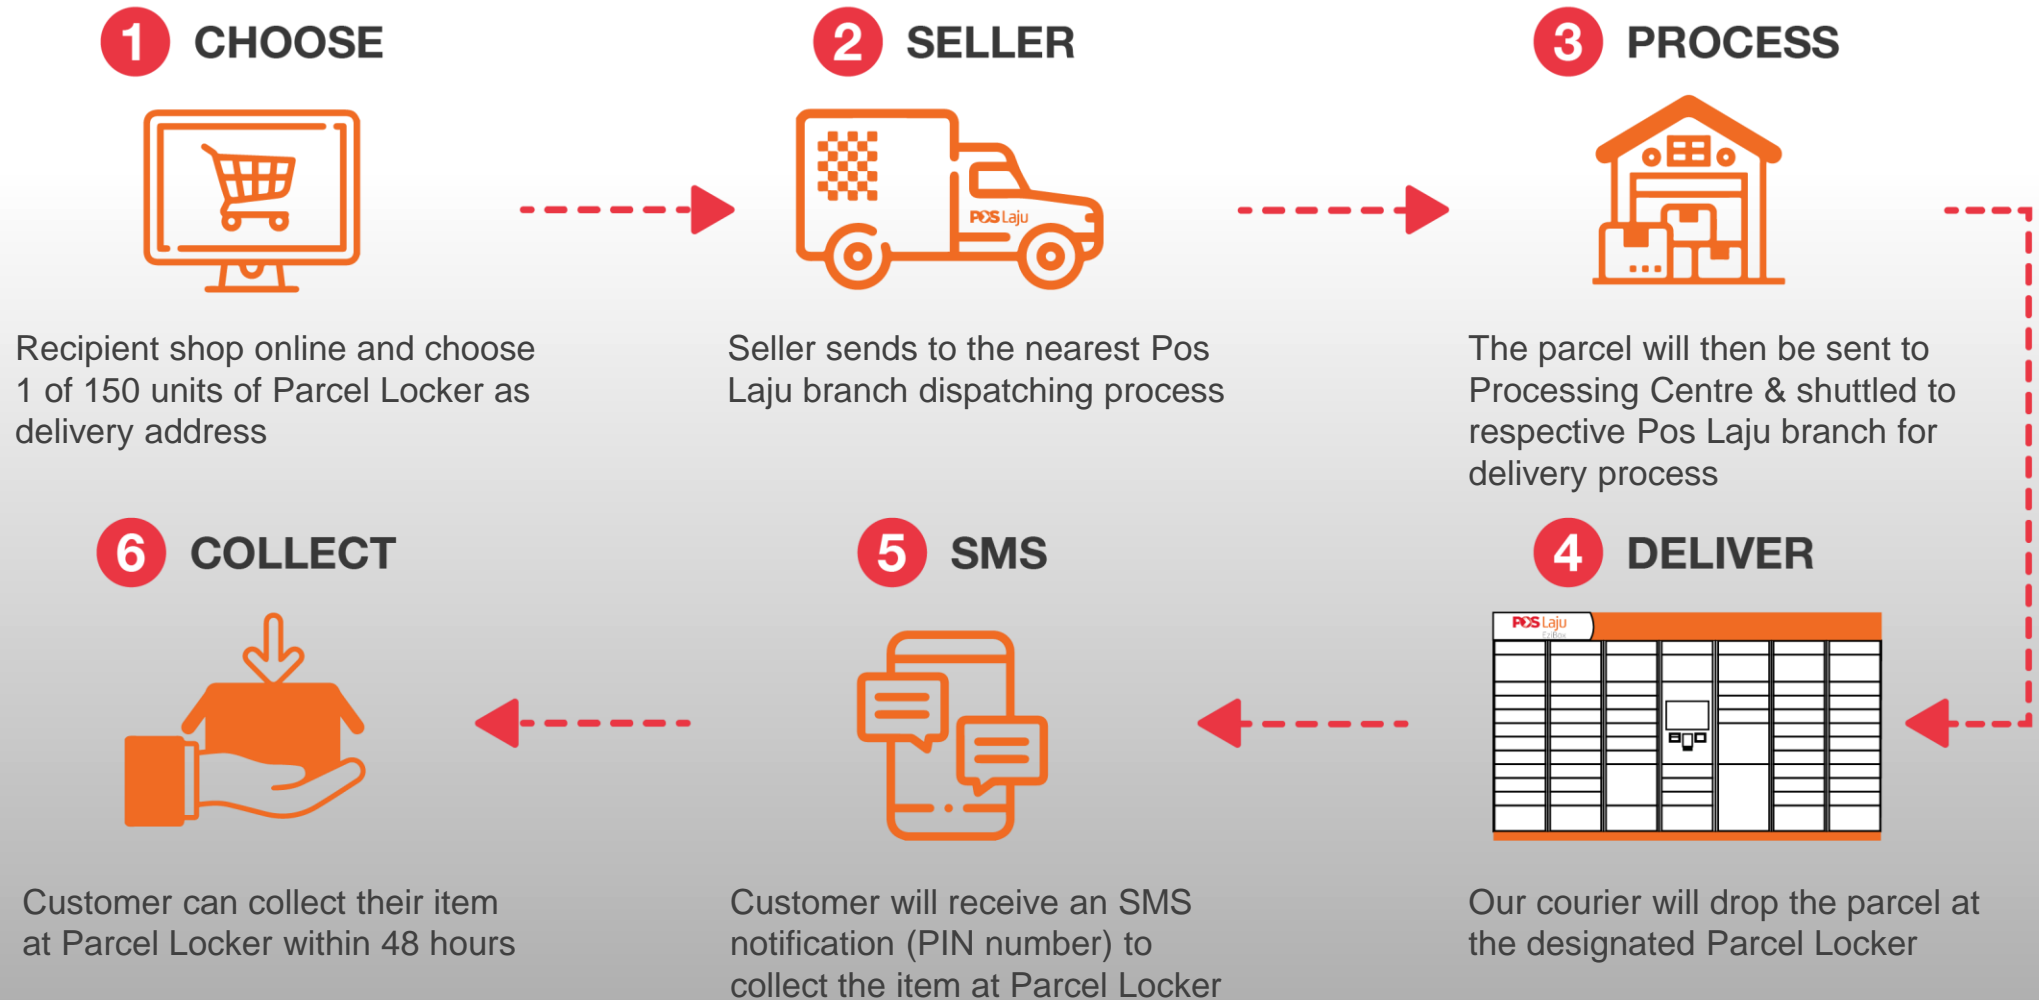 1 CHOOSE
Recipient shop online and choose
1 of 150 units of Parcel Locker as
delivery address
2 SELLER
POS Laju
Seller sends to the nearest Pos
Laju branch dispatching process
3 PROCESS
The parcel will then be sent to
Processing Centre & shuttled to
respective Pos Laju branch for
delivery process
4 DELIVER
POS Laju
EziBox
Our courier will drop the parcel at
the designated Parcel Locker
5 SMS
Customer will receive an SMS
notification (PIN number) to
collect the item at Parcel Locker
6 COLLECT
Customer can collect their item
at Parcel Locker within 48 hours